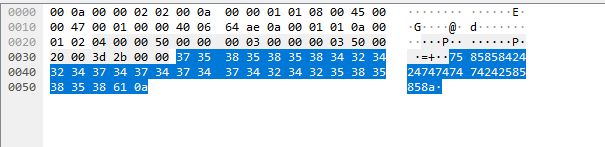 0000 00 0a 00 00 02 02 00 0a 00 00 01 01 08 00 45 00 ········ ······E·
0010 00 47 00 01 00 00 40 06 64 ae 0a 00 01 01 0a 00 ·G····@· d·······
0020 01 02 04 00 00 50 00 00 00 03 00 00 00 03 50 00 ·····P·· ······P·
0030 20 00 3d 2b 00 00 37 35 38 35 38 35 38 34 32 34 ·=+··75 85858424
0040 32 34 37 34 37 34 37 34 37 34 32 34 32 35 38 35 24747474 74242585
0050 38 35 38 61 0a 858a·